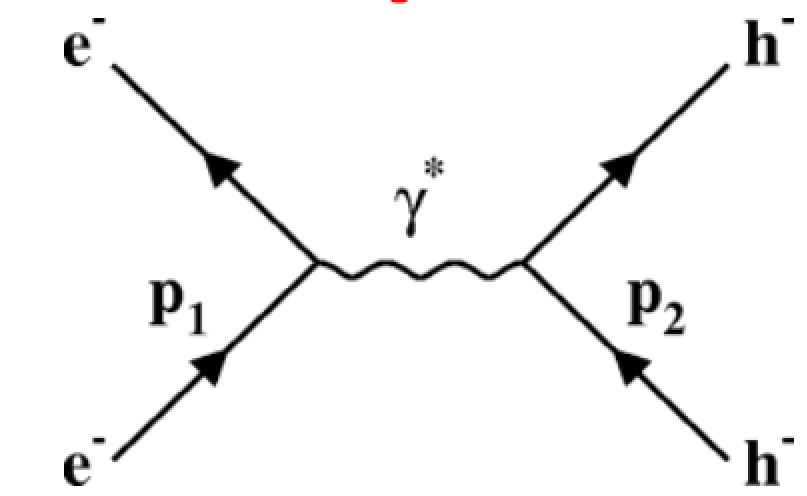 e⁻ h⁻
γ*
p₁ p₂
e⁻ h⁻